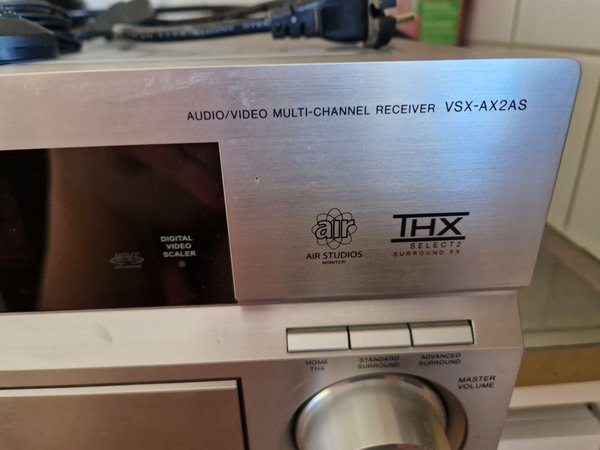 AUDIO/VIDEO MULTI-CHANNEL RECEIVER VSX-AX2AS
DIGITAL
VIDEO
SCALER
air
AIR STUDIOS
MONITOR
THX
SELECT2
SURROUND EX
HOME
THX
STANDARD
SURROUND
ADVANCED
SURROUND
MASTER
VOLUME